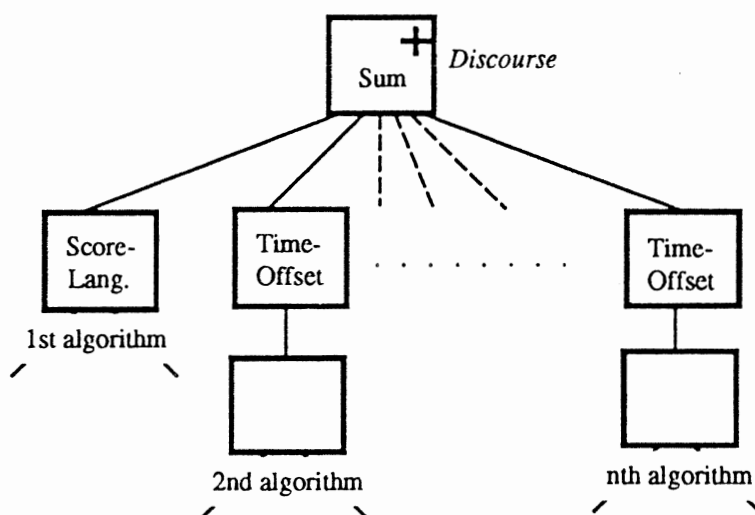 +
Sum
Discourse
Score-
Lang.
Time-
Offset
Time-
Offset
1st algorithm
2nd algorithm
nth algorithm